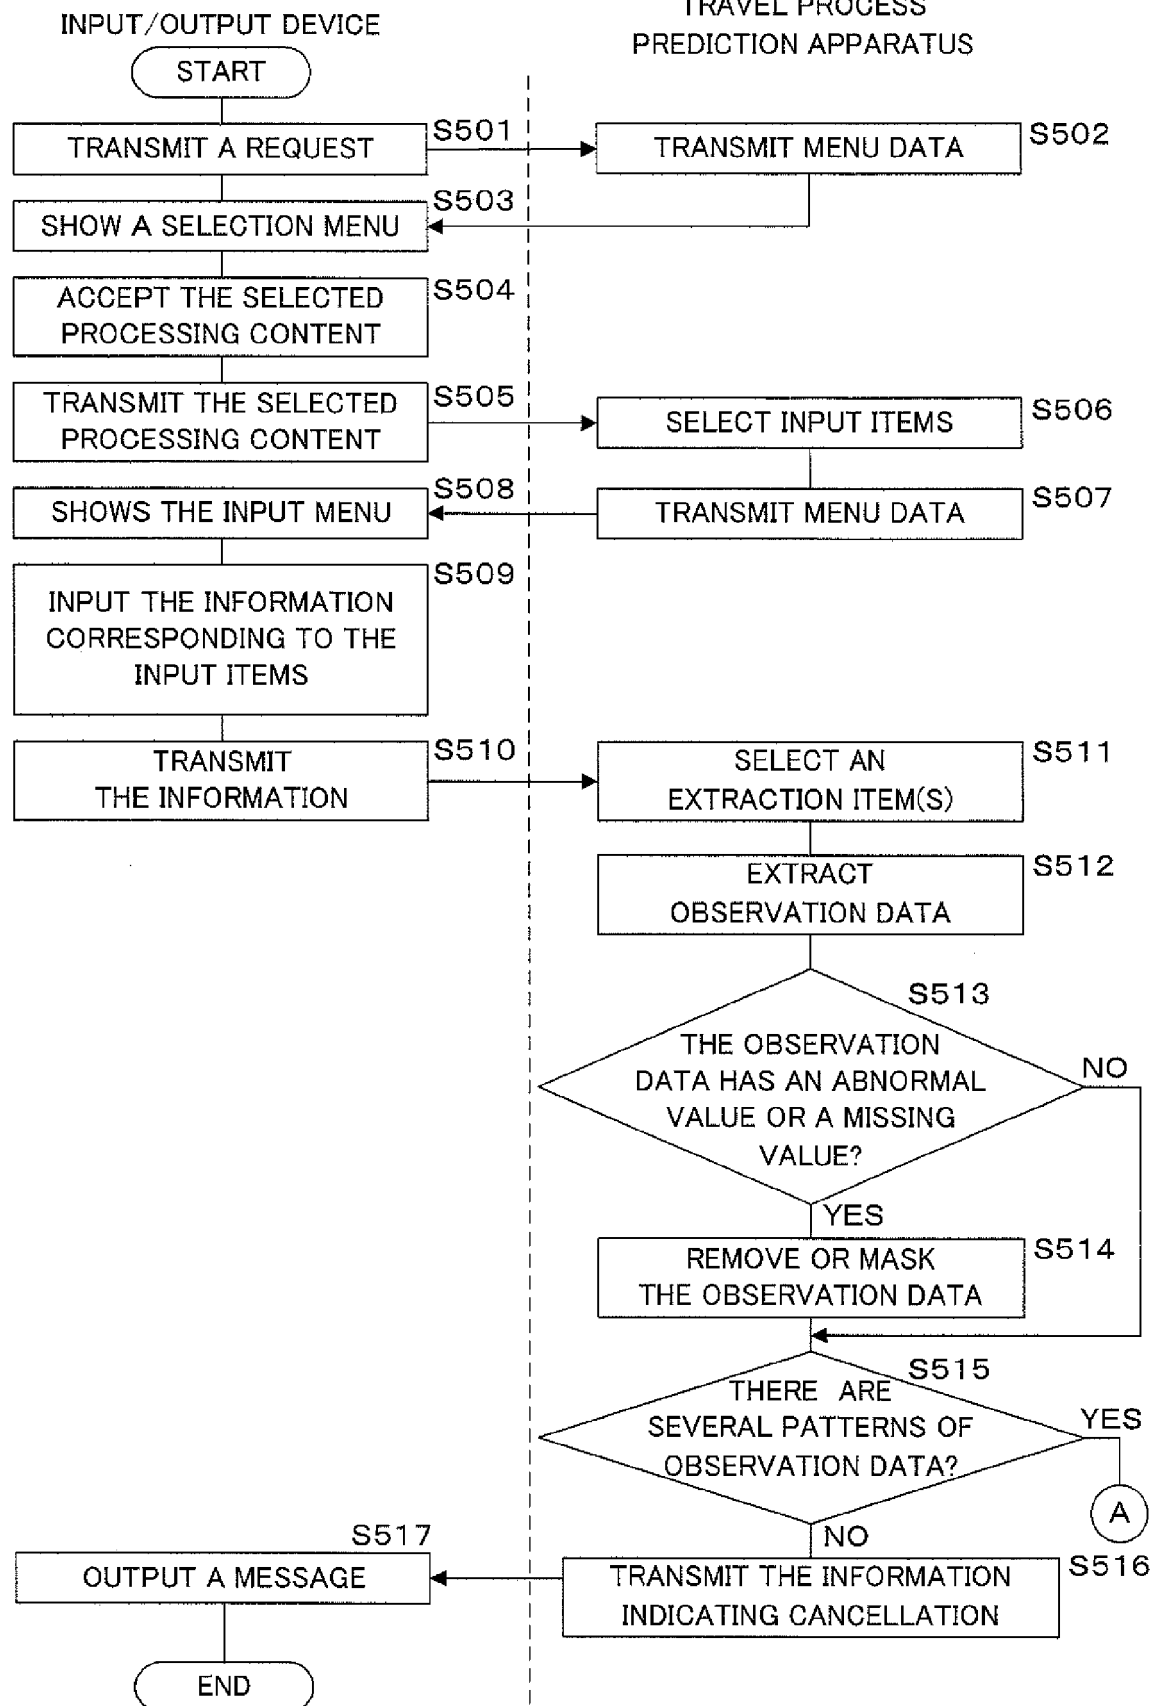 INPUT/OUTPUT DEVICE
TRAVEL PROCESS
PREDICTION APPARATUS
START
TRANSMIT A REQUEST
S501
TRANSMIT MENU DATA
S502
SHOW A SELECTION MENU
S503
ACCEPT THE SELECTED
PROCESSING CONTENT
S504
TRANSMIT THE SELECTED
PROCESSING CONTENT
S505
SELECT INPUT ITEMS
S506
TRANSMIT MENU DATA
S507
SHOWS THE INPUT MENU
S508
INPUT THE INFORMATION
CORRESPONDING TO THE
INPUT ITEMS
S509
TRANSMIT
THE INFORMATION
S510
SELECT AN
EXTRACTION ITEM(S)
S511
EXTRACT
OBSERVATION DATA
S512
S513
THE OBSERVATION
DATA HAS AN ABNORMAL
VALUE OR A MISSING
VALUE?
NO
YES
REMOVE OR MASK
THE OBSERVATION DATA
S514
S515
THERE ARE
SEVERAL PATTERNS OF
OBSERVATION DATA?
YES
A
NO
TRANSMIT THE INFORMATION
INDICATING CANCELLATION
S516
S517
OUTPUT A MESSAGE
END